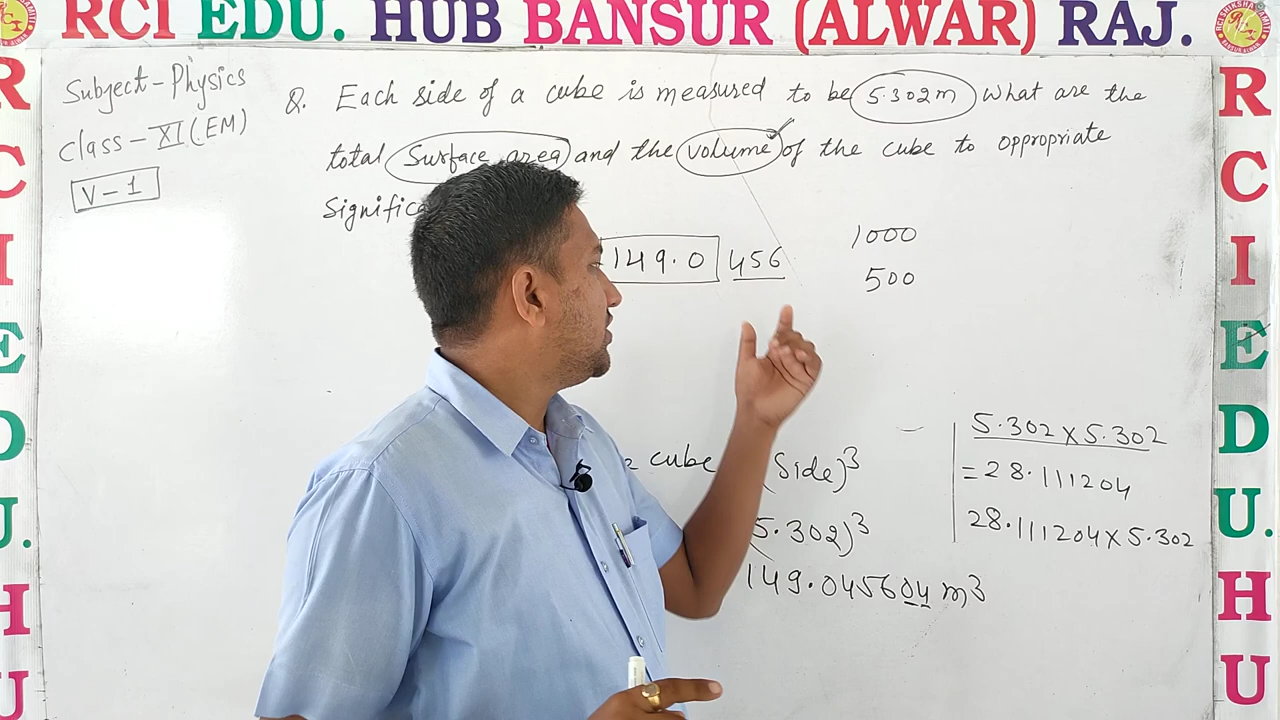 RCI EDU. HUB BANSUR (ALWAR) RAJ.
Subject - Physics
Class - XI (EM)
V - 1
Q. Each side of a cube is measured to be 5.302m What are the
total Surface area and the volume of the cube to oppropriate
149.0 456
1000
500
cube (Side)³
5.302)³
149.045604 m³
5.302 x 5.302
= 28.111204
28.111204 x 5.302
R C I E D U. H U
R C I E D U. H U